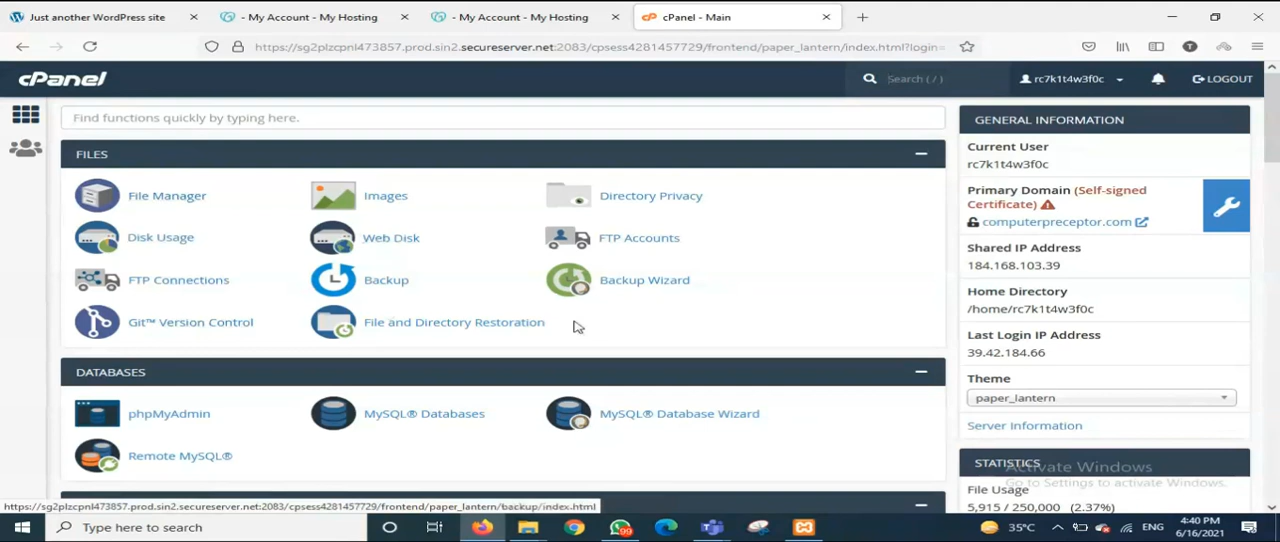 Just another WordPress site
- My Account - My Hosting
- My Account - My Hosting
cPanel - Main
https://sg2plzcpnl473857.prod.sin2.secureserver.net:2083/cpsess4281457729/frontend/paper_lantern/index.html?login=
cPanel
Search ( / )
rc7k1t4w3f0c
LOGOUT
Find functions quickly by typing here.
FILES
File Manager
Images
Directory Privacy
Disk Usage
Web Disk
FTP Accounts
FTP Connections
Backup
Backup Wizard
Git™ Version Control
File and Directory Restoration
DATABASES
phpMyAdmin
MySQL® Databases
MySQL® Database Wizard
Remote MySQL®
GENERAL INFORMATION
Current User
rc7k1t4w3f0c
Primary Domain (Self-signed
Certificate)
computerpreceptor.com
Shared IP Address
184.168.103.39
Home Directory
/home/rc7k1t4w3f0c
Last Login IP Address
39.42.184.66
Theme
paper_lantern
Server Information
STATISTICS
File Usage
5,915 / 250,000 (2.37%)
Activate Windows
Go to Settings to activate Windows.
https://sg2plzcpnl473857.prod.sin2.secureserver.net:2083/cpsess4281457729/frontend/paper_lantern/backup/index.html
Type here to search
99
35°C
ENG
4:40 PM
6/16/2021